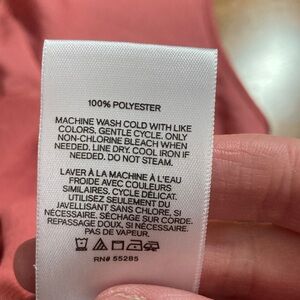 100% POLYESTER
MACHINE WASH COLD WITH LIKE
COLORS. GENTLE CYCLE. ONLY
NON-CHLORINE BLEACH WHEN
NEEDED. LINE DRY. COOL IRON IF
NEEDED. DO NOT STEAM.
LAVER À LA MACHINE À L'EAU
FROIDE AVEC COULEURS
SIMILAIRES. CYCLE DÉLICAT.
UTILISEZ SEULEMENT DU
JAVELLISANT SANS CHLORE, SI
NÉCESSAIRE. SÉCHAGE SUR CORDE.
REPASSAGE DOUX, SI NÉCESSAIRE.
PAS DE VAPEUR.
RN# 55285